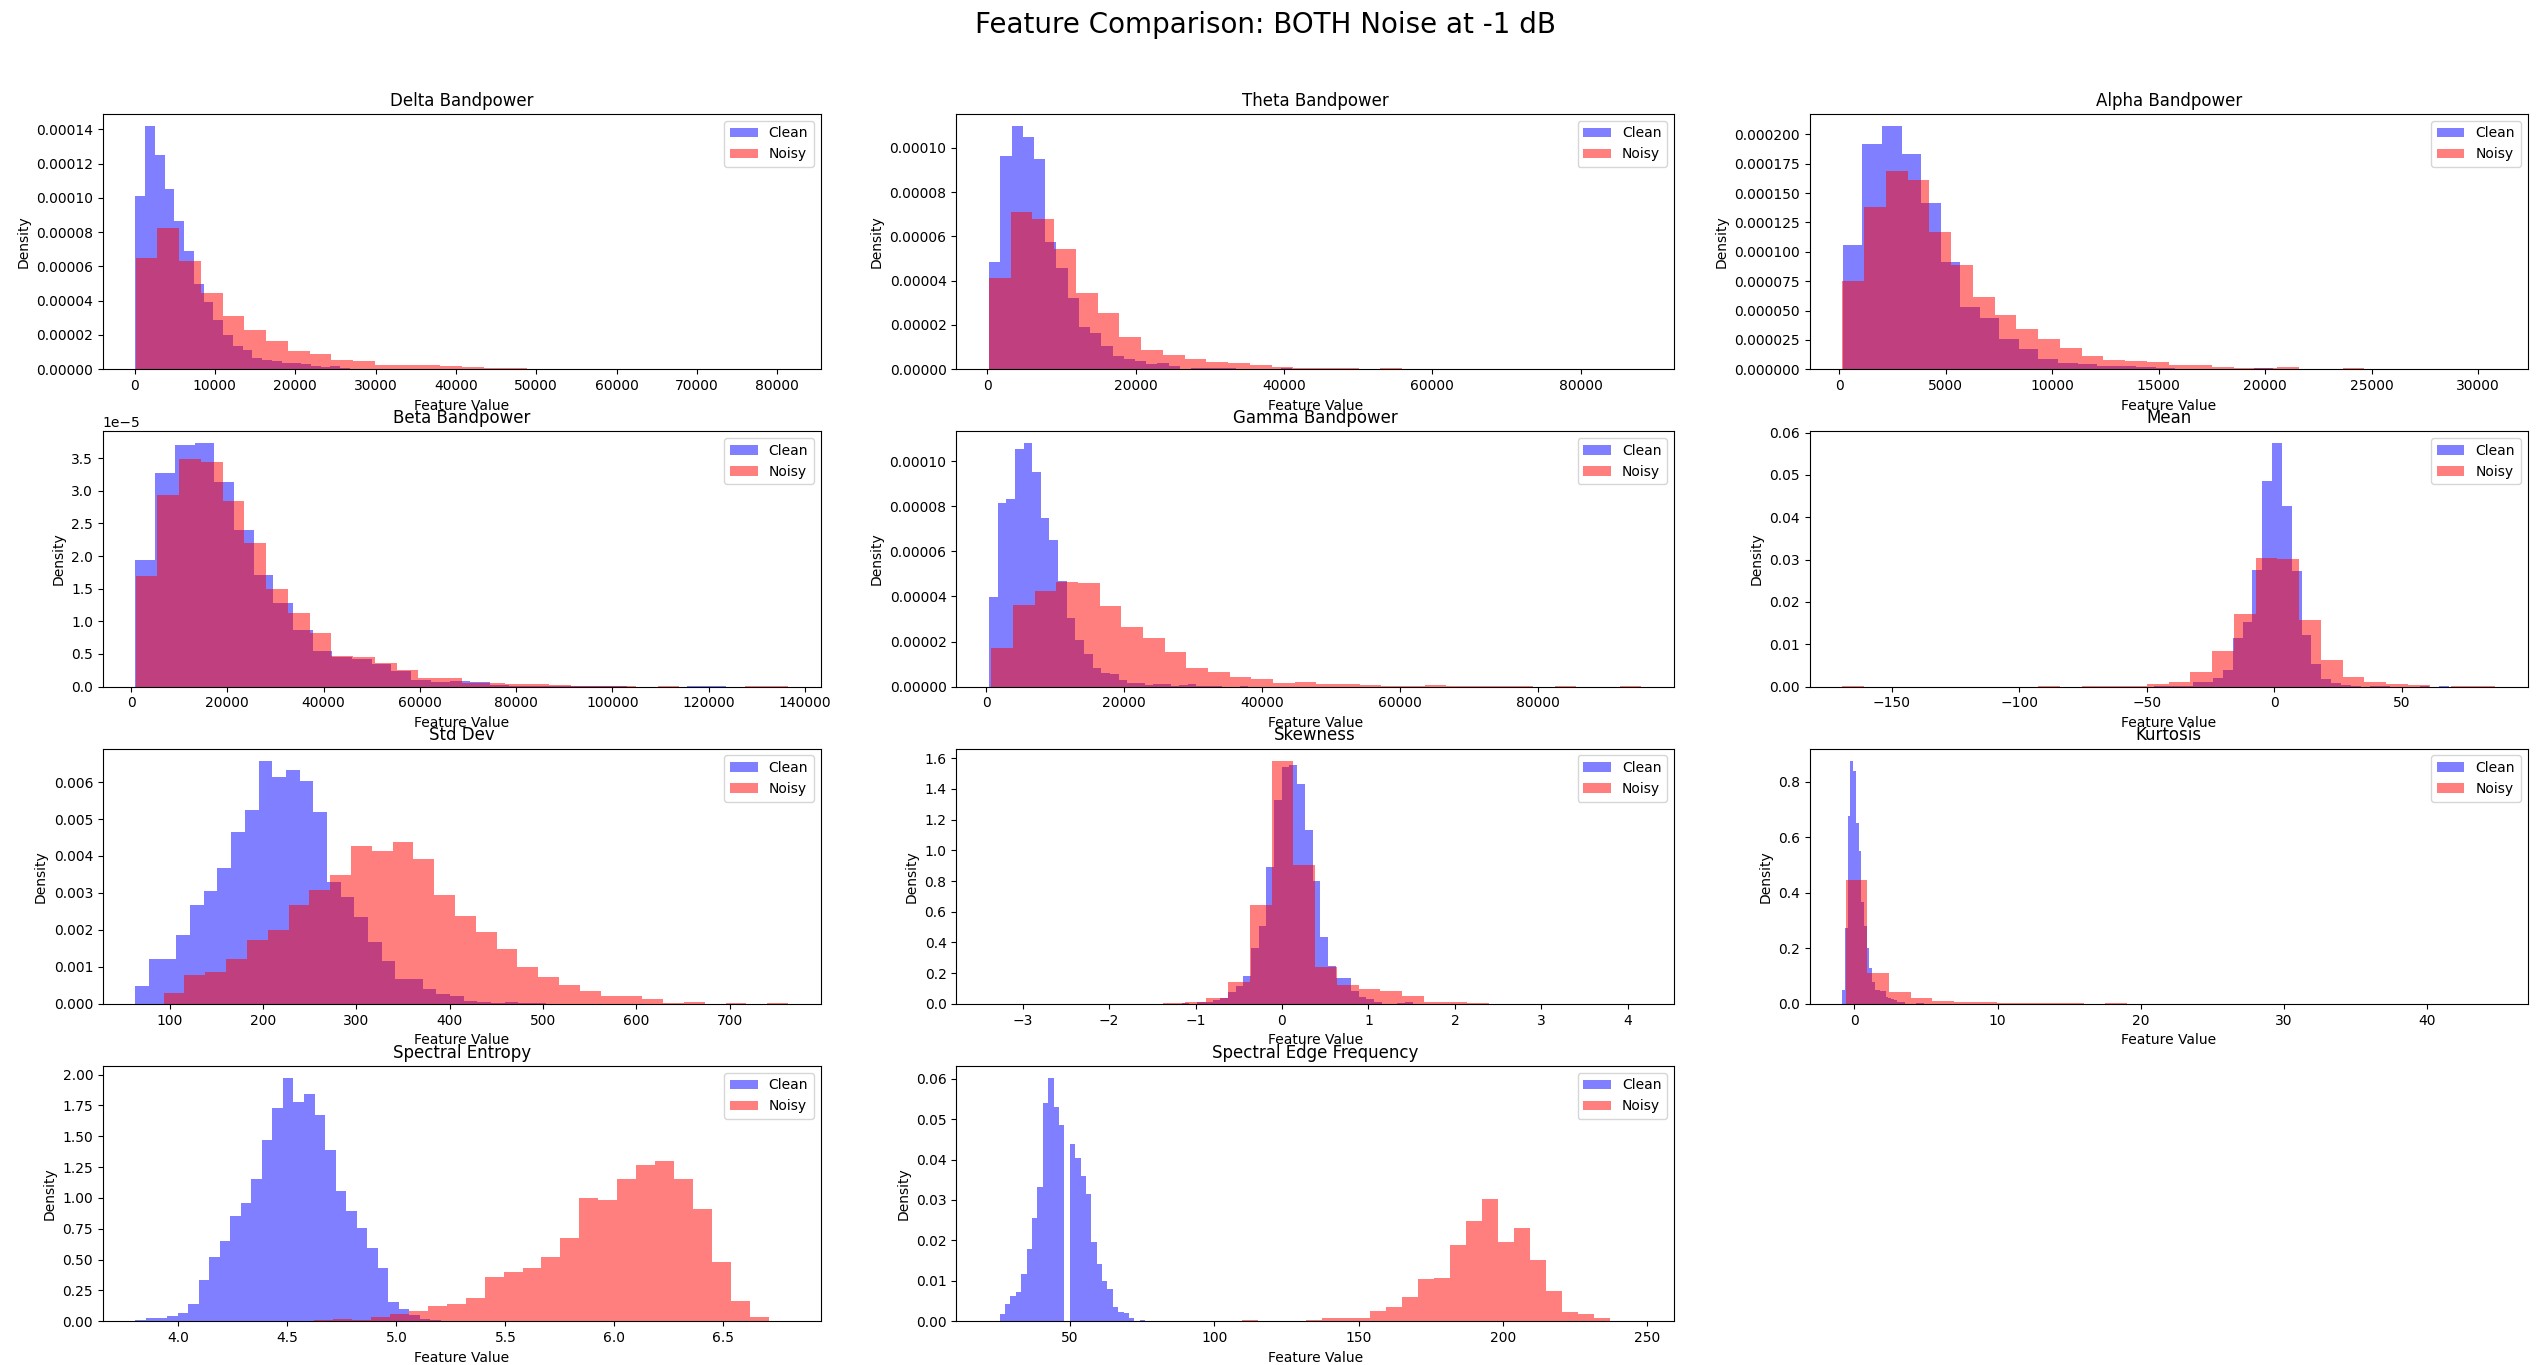 Feature Comparison: BOTH Noise at -1 dB
Delta Bandpower
Density
0.00014
0.00012
0.00010
0.00008
0.00006
0.00004
0.00002
0.00000
0 10000 20000 30000 40000 50000 60000 70000 80000
Feature Value
Clean
Noisy
Theta Bandpower
Density
0.00010
0.00008
0.00006
0.00004
0.00002
0.00000
0 20000 40000 60000 80000
Feature Value
Clean
Noisy
Alpha Bandpower
Density
0.000200
0.000175
0.000150
0.000125
0.000100
0.000075
0.000050
0.000025
0.000000
0 5000 10000 15000 20000 25000 30000
Feature Value
Clean
Noisy
Beta Bandpower
1e−5
Density
3.5
3.0
2.5
2.0
1.5
1.0
0.5
0.0
0 20000 40000 60000 80000 100000 120000 140000
Feature Value
Clean
Noisy
Gamma Bandpower
Density
0.00010
0.00008
0.00006
0.00004
0.00002
0.00000
0 20000 40000 60000 80000
Feature Value
Clean
Noisy
Mean
Density
0.06
0.05
0.04
0.03
0.02
0.01
0.00
−150 −100 −50 0 50
Feature Value
Clean
Noisy
Std Dev
Density
0.006
0.005
0.004
0.003
0.002
0.001
0.000
100 200 300 400 500 600 700
Feature Value
Clean
Noisy
Skewness
Density
1.6
1.4
1.2
1.0
0.8
0.6
0.4
0.2
0.0
−3 −2 −1 0 1 2 3 4
Feature Value
Clean
Noisy
Kurtosis
Density
0.8
0.6
0.4
0.2
0.0
0 10 20 30 40
Feature Value
Clean
Noisy
Spectral Entropy
Density
2.00
1.75
1.50
1.25
1.00
0.75
0.50
0.25
0.00
4.0 4.5 5.0 5.5 6.0 6.5
Feature Value
Clean
Noisy
Spectral Edge Frequency
Density
0.06
0.05
0.04
0.03
0.02
0.01
0.00
50 100 150 200 250
Feature Value
Clean
Noisy